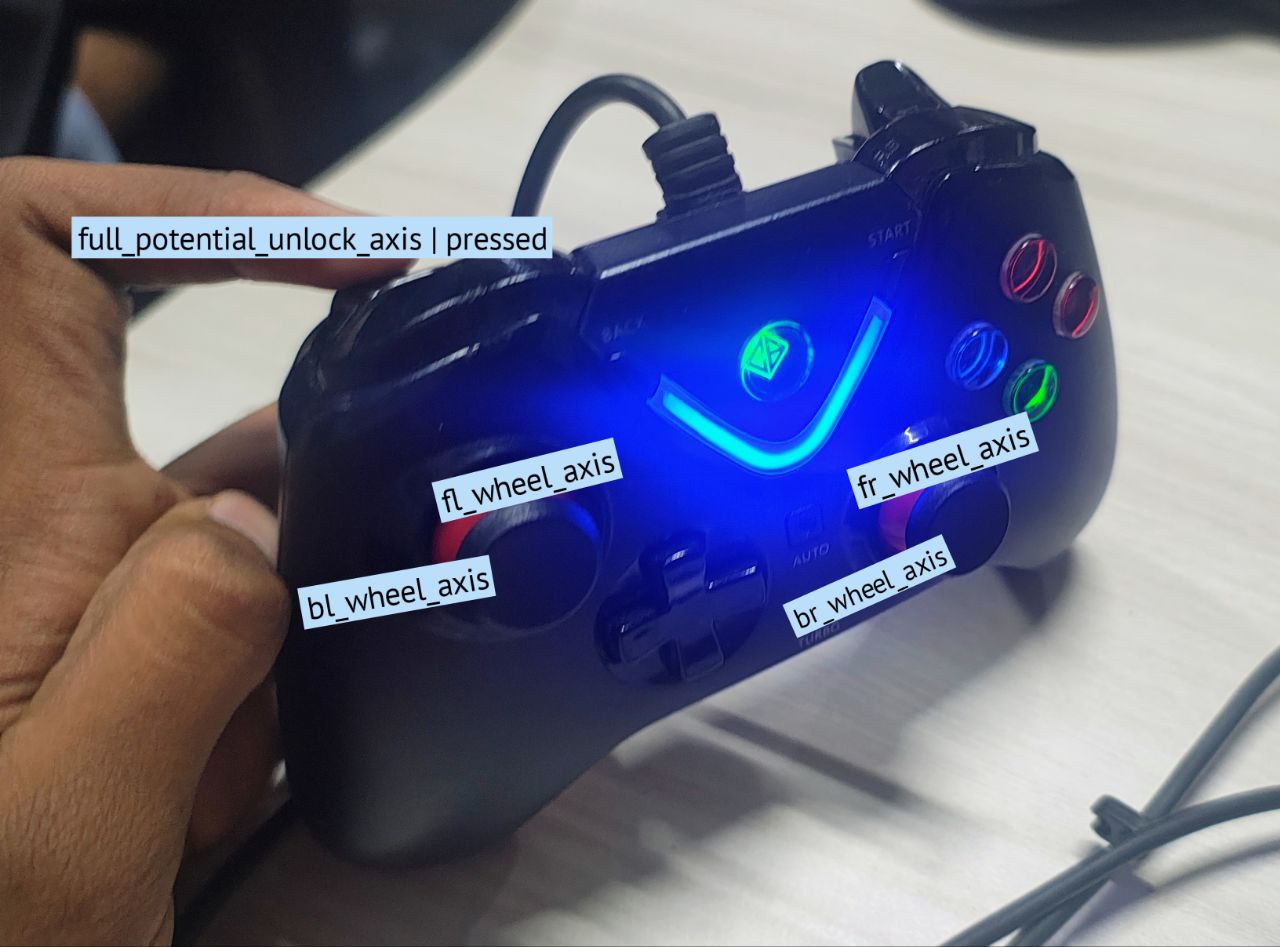 full_potential_unlock_axis | pressed
START
BACK
fl_wheel_axis
fr_wheel_axis
bl_wheel_axis
AUTO
br_wheel_axis
TURBO